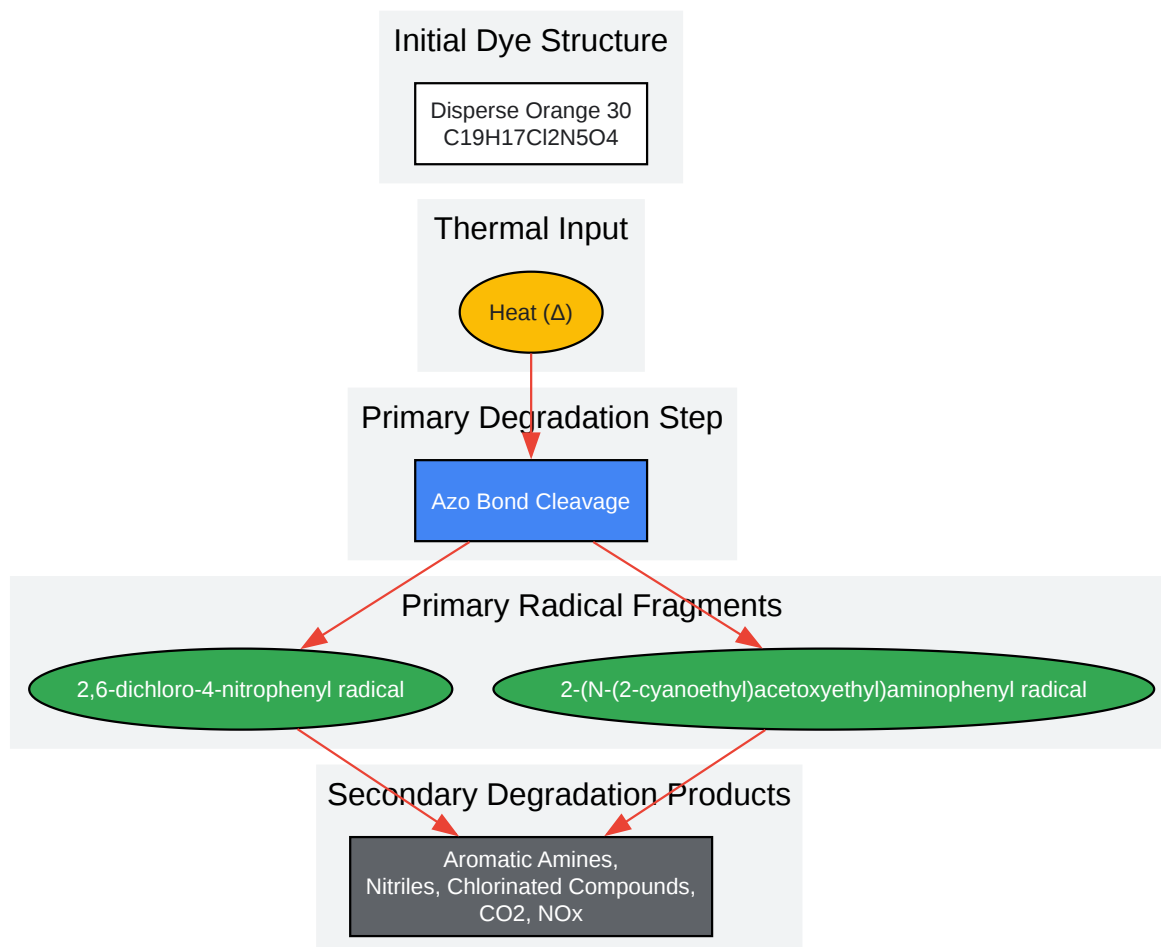 Initial Dye Structure
Disperse Orange 30
C19H17Cl2N5O4
Thermal Input
Heat (Δ)
Primary Degradation Step
Azo Bond Cleavage
Primary Radical Fragments
2,6-dichloro-4-nitrophenyl radical
2-(N-(2-cyanoethyl)acetoxyethyl)aminophenyl radical
Secondary Degradation Products
Aromatic Amines,
Nitriles, Chlorinated Compounds,
CO2, NOx